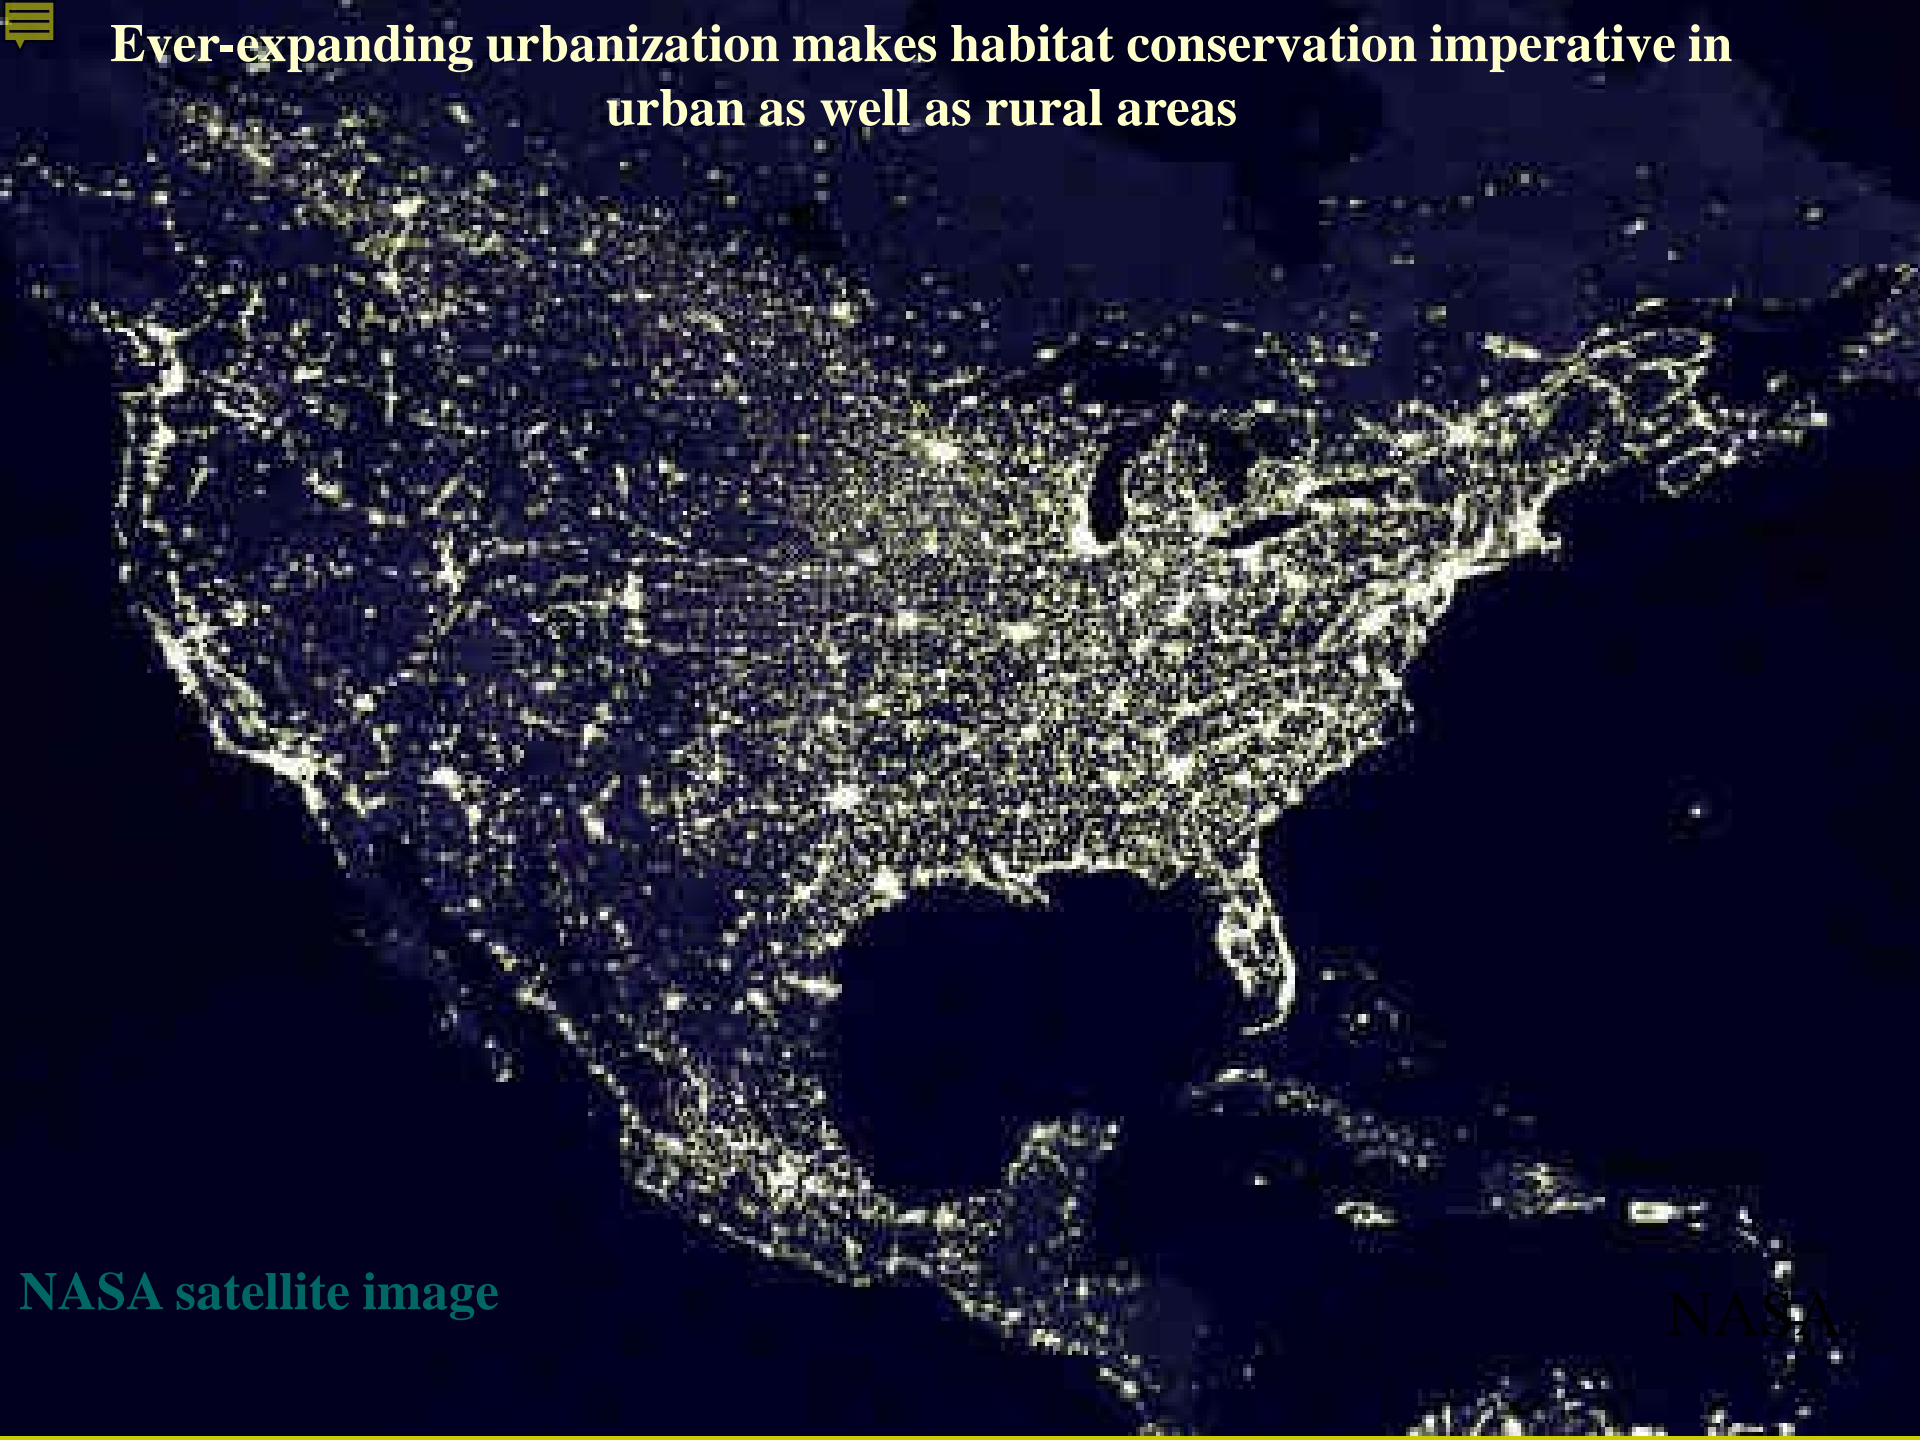 Ever-expanding urbanization makes habitat conservation imperative in
urban as well as rural areas
NASA satellite image
NASA